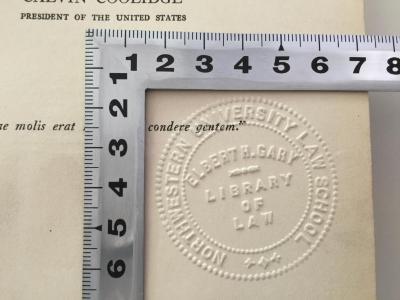 CALVIN COOLIDGE
PRESIDENT OF THE UNITED STATES
1 2 3 4 5 6 7 8
1
2
3
4
5
6
molis erat condere gentem."
NORTHWESTERN UNIVERSITY LAW SCHOOL
ELBERT H. GARY
LIBRARY
OF
LAW